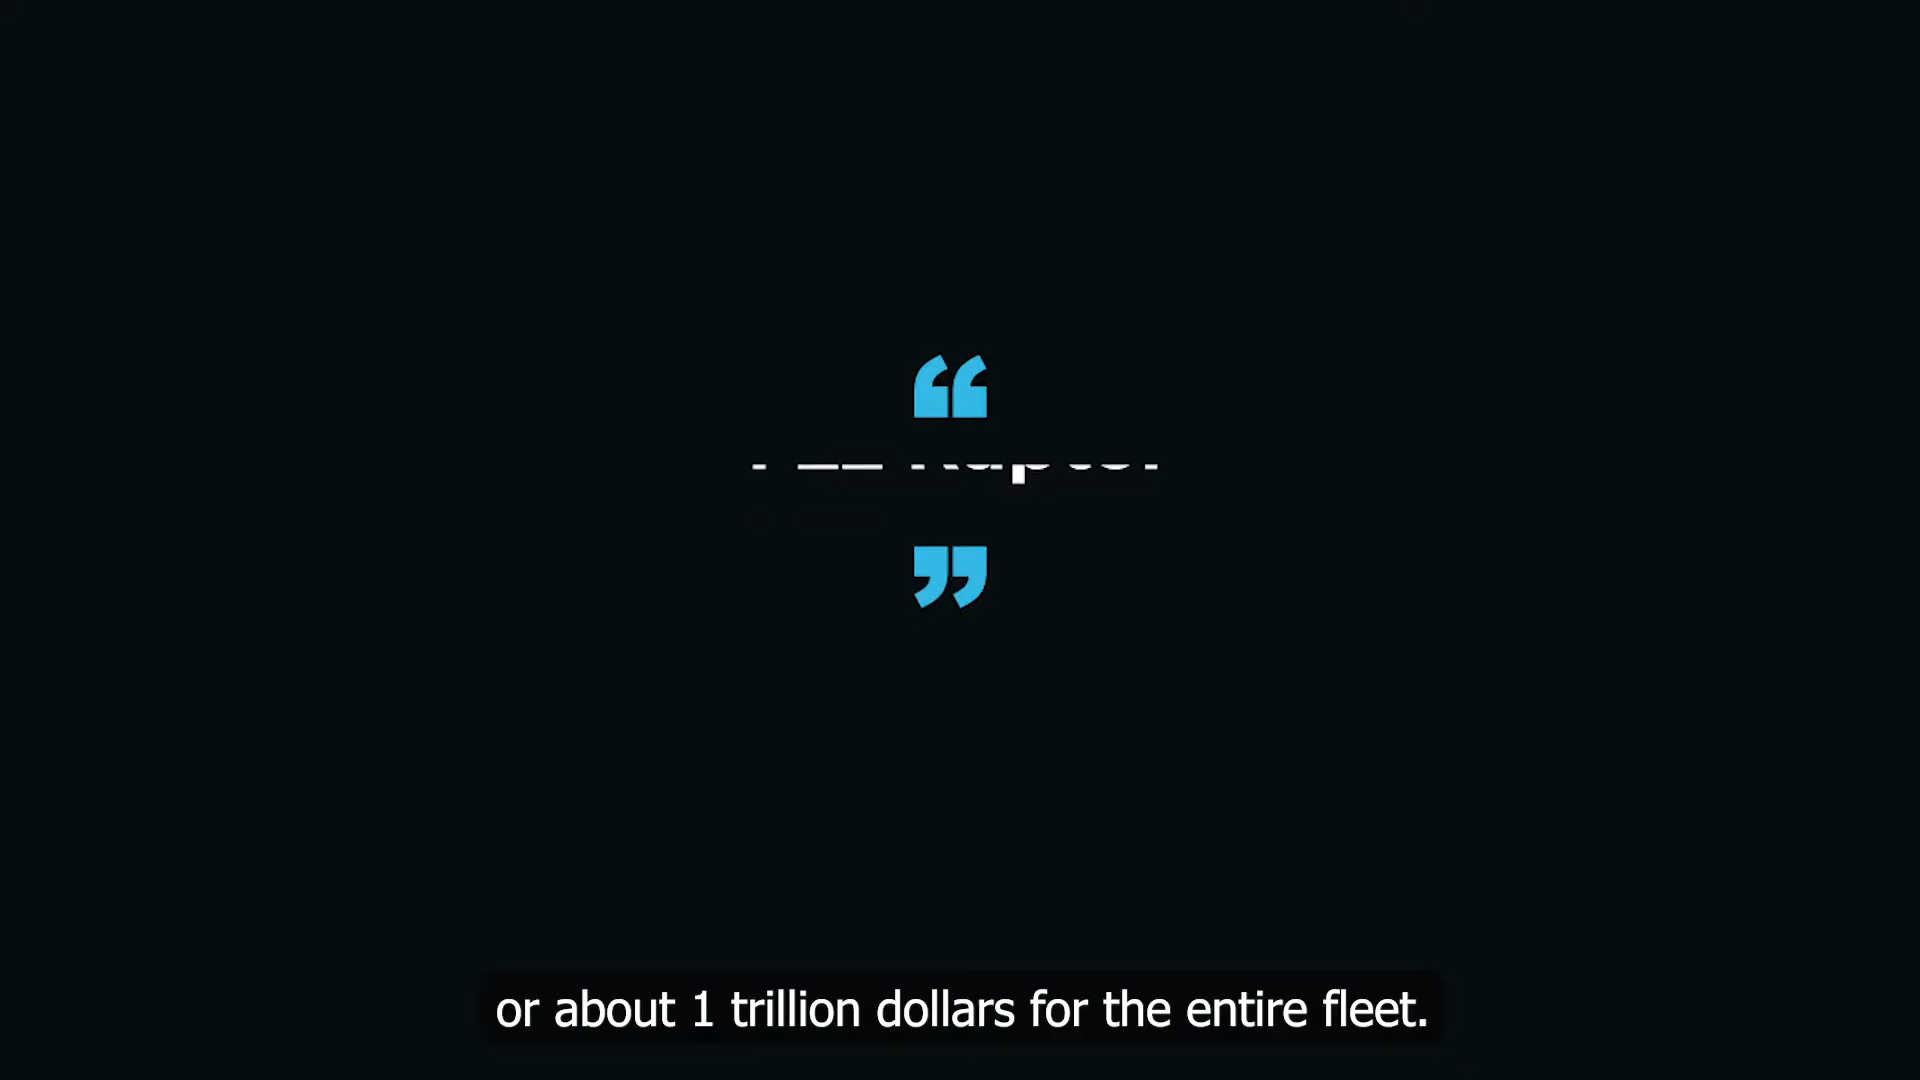 “
”
or about 1 trillion dollars for the entire fleet.